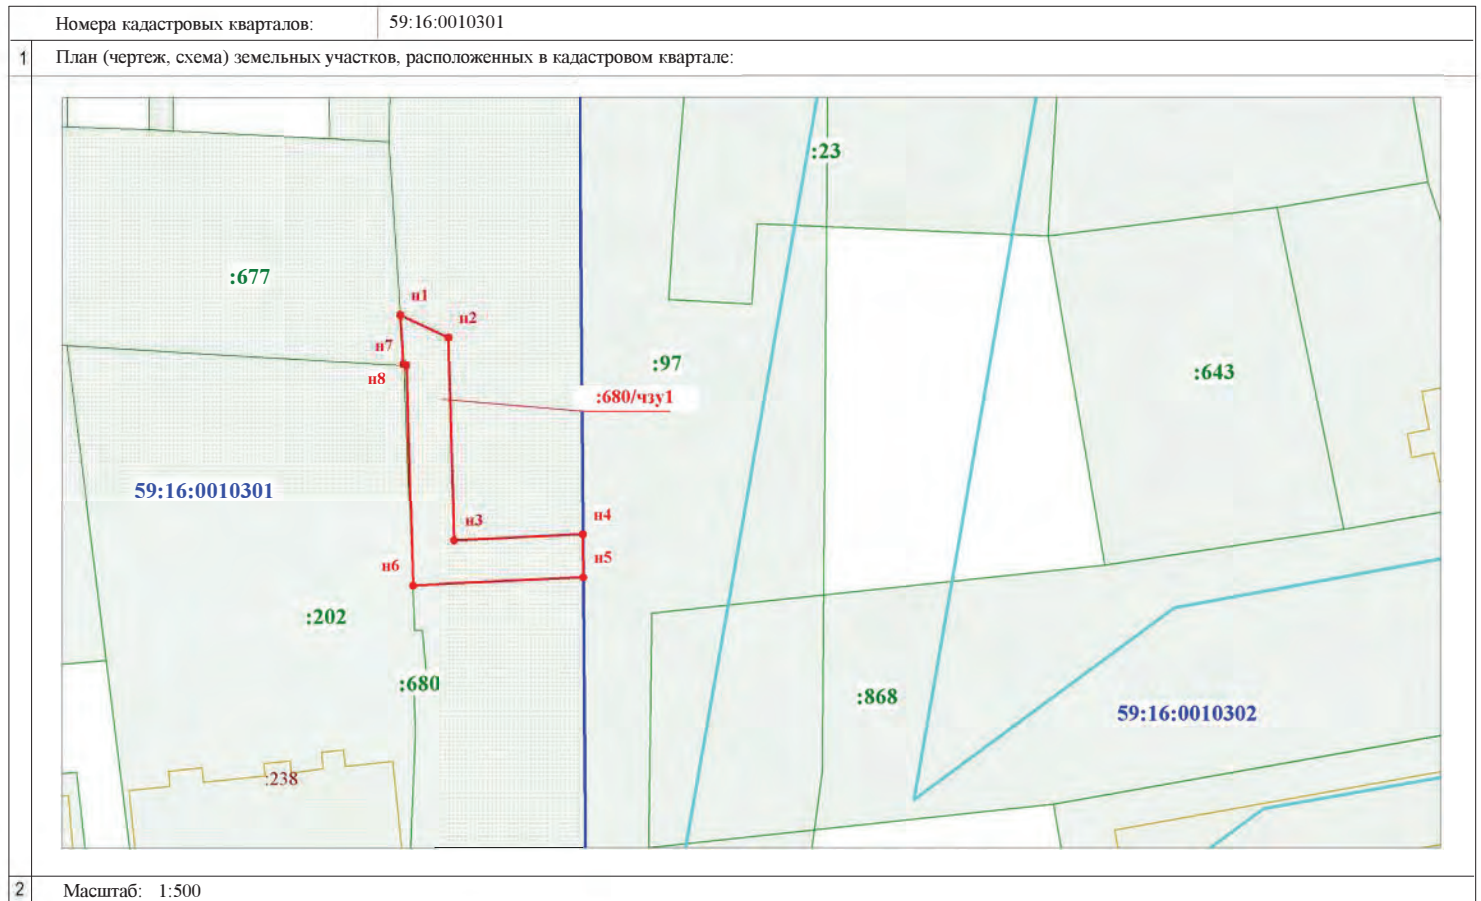 Номера кадастровых кварталов: 59:16:0010301
1 План (чертеж, схема) земельных участков, расположенных в кадастровом квартале:
:23
:677
н1
н2
н7
:97
н8
:643
:680/чзу1
59:16:0010301
н3
н4
н5
н6
:202
:680
:868
59:16:0010302
:238
2 Масштаб: 1:500